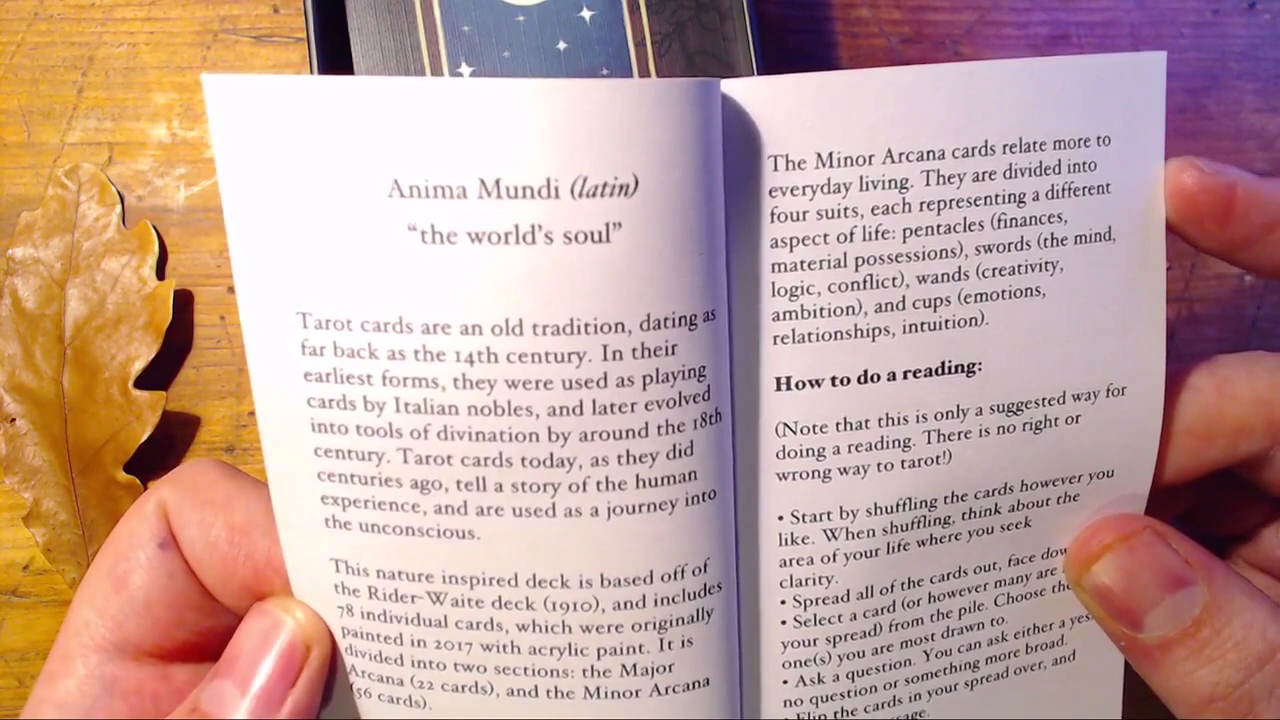 Anima Mundi (latin)
“the world’s soul”
Tarot cards are an old tradition, dating as
far back as the 14th century. In their
earliest forms, they were used as playing
cards by Italian nobles, and later evolved
into tools of divination by around the 18th
century. Tarot cards today, as they did
centuries ago, tell a story of the human
experience, and are used as a journey into
the unconscious.
This nature inspired deck is based off of
the Rider-Waite deck (1910), and includes
78 individual cards, which were originally
painted in 2017 with acrylic paint. It is
divided into two sections: the Major
Arcana (22 cards), and the Minor Arcana
(56 cards).
The Minor Arcana cards relate more to
everyday living. They are divided into
four suits, each representing a different
aspect of life: pentacles (finances,
material possessions), swords (the mind,
logic, conflict), wands (creativity,
ambition), and cups (emotions,
relationships, intuition).
How to do a reading:
(Note that this is only a suggested way for
doing a reading. There is no right or
wrong way to tarot!)
• Start by shuffling the cards however you
like. When shuffling, think about the
area of your life where you seek
clarity.
• Spread all of the cards out, face
• Select a card (or however many are
your spread) from the pile. Choose
one(s) you are most drawn to.
• Ask a question. You can ask either a
no question or something more broad.
• Flip the cards in your spread over, and